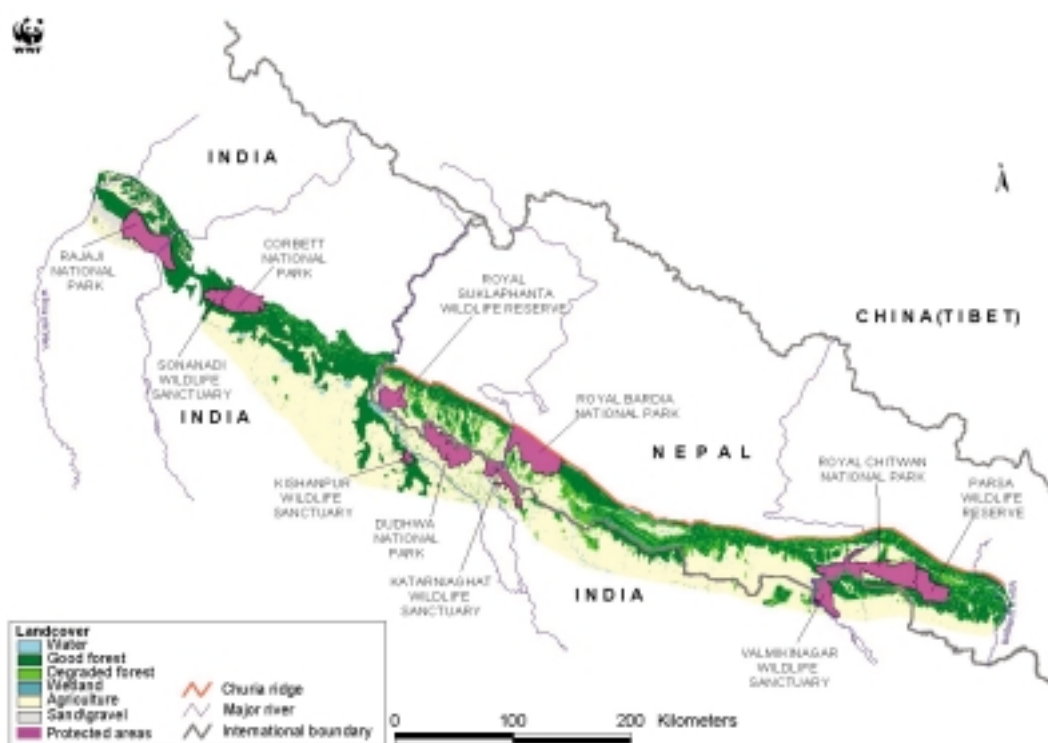 WWF
INDIA
RAJAJI
NATIONAL
PARK
CORBETT
NATIONAL
PARK
ROYAL
SUKLAPHANTA
WILDLIFE RESERVE
CHINA(TIBET)
SONANADI
WILDLIFE
SANCTUARY
INDIA
ROYAL BARDIA
NATIONAL PARK
NEPAL
ROYAL CHITWAN
NATIONAL PARK
PARSA
WILDLIFE
RESERVE
KISHANPUR
WILDLIFE
SANCTUARY
DUDHWA
NATIONAL
PARK
KATARNIAGHAT
WILDLIFE
SANCTUARY
INDIA
VALMIKINAGAR
WILDLIFE
SANCTUARY
Landcover
Water
Good forest
Degraded forest
Wetland
Agriculture
Sand\gravel
Protected areas
Churia ridge
Major river
International boundary
0 100 200 Kilometers